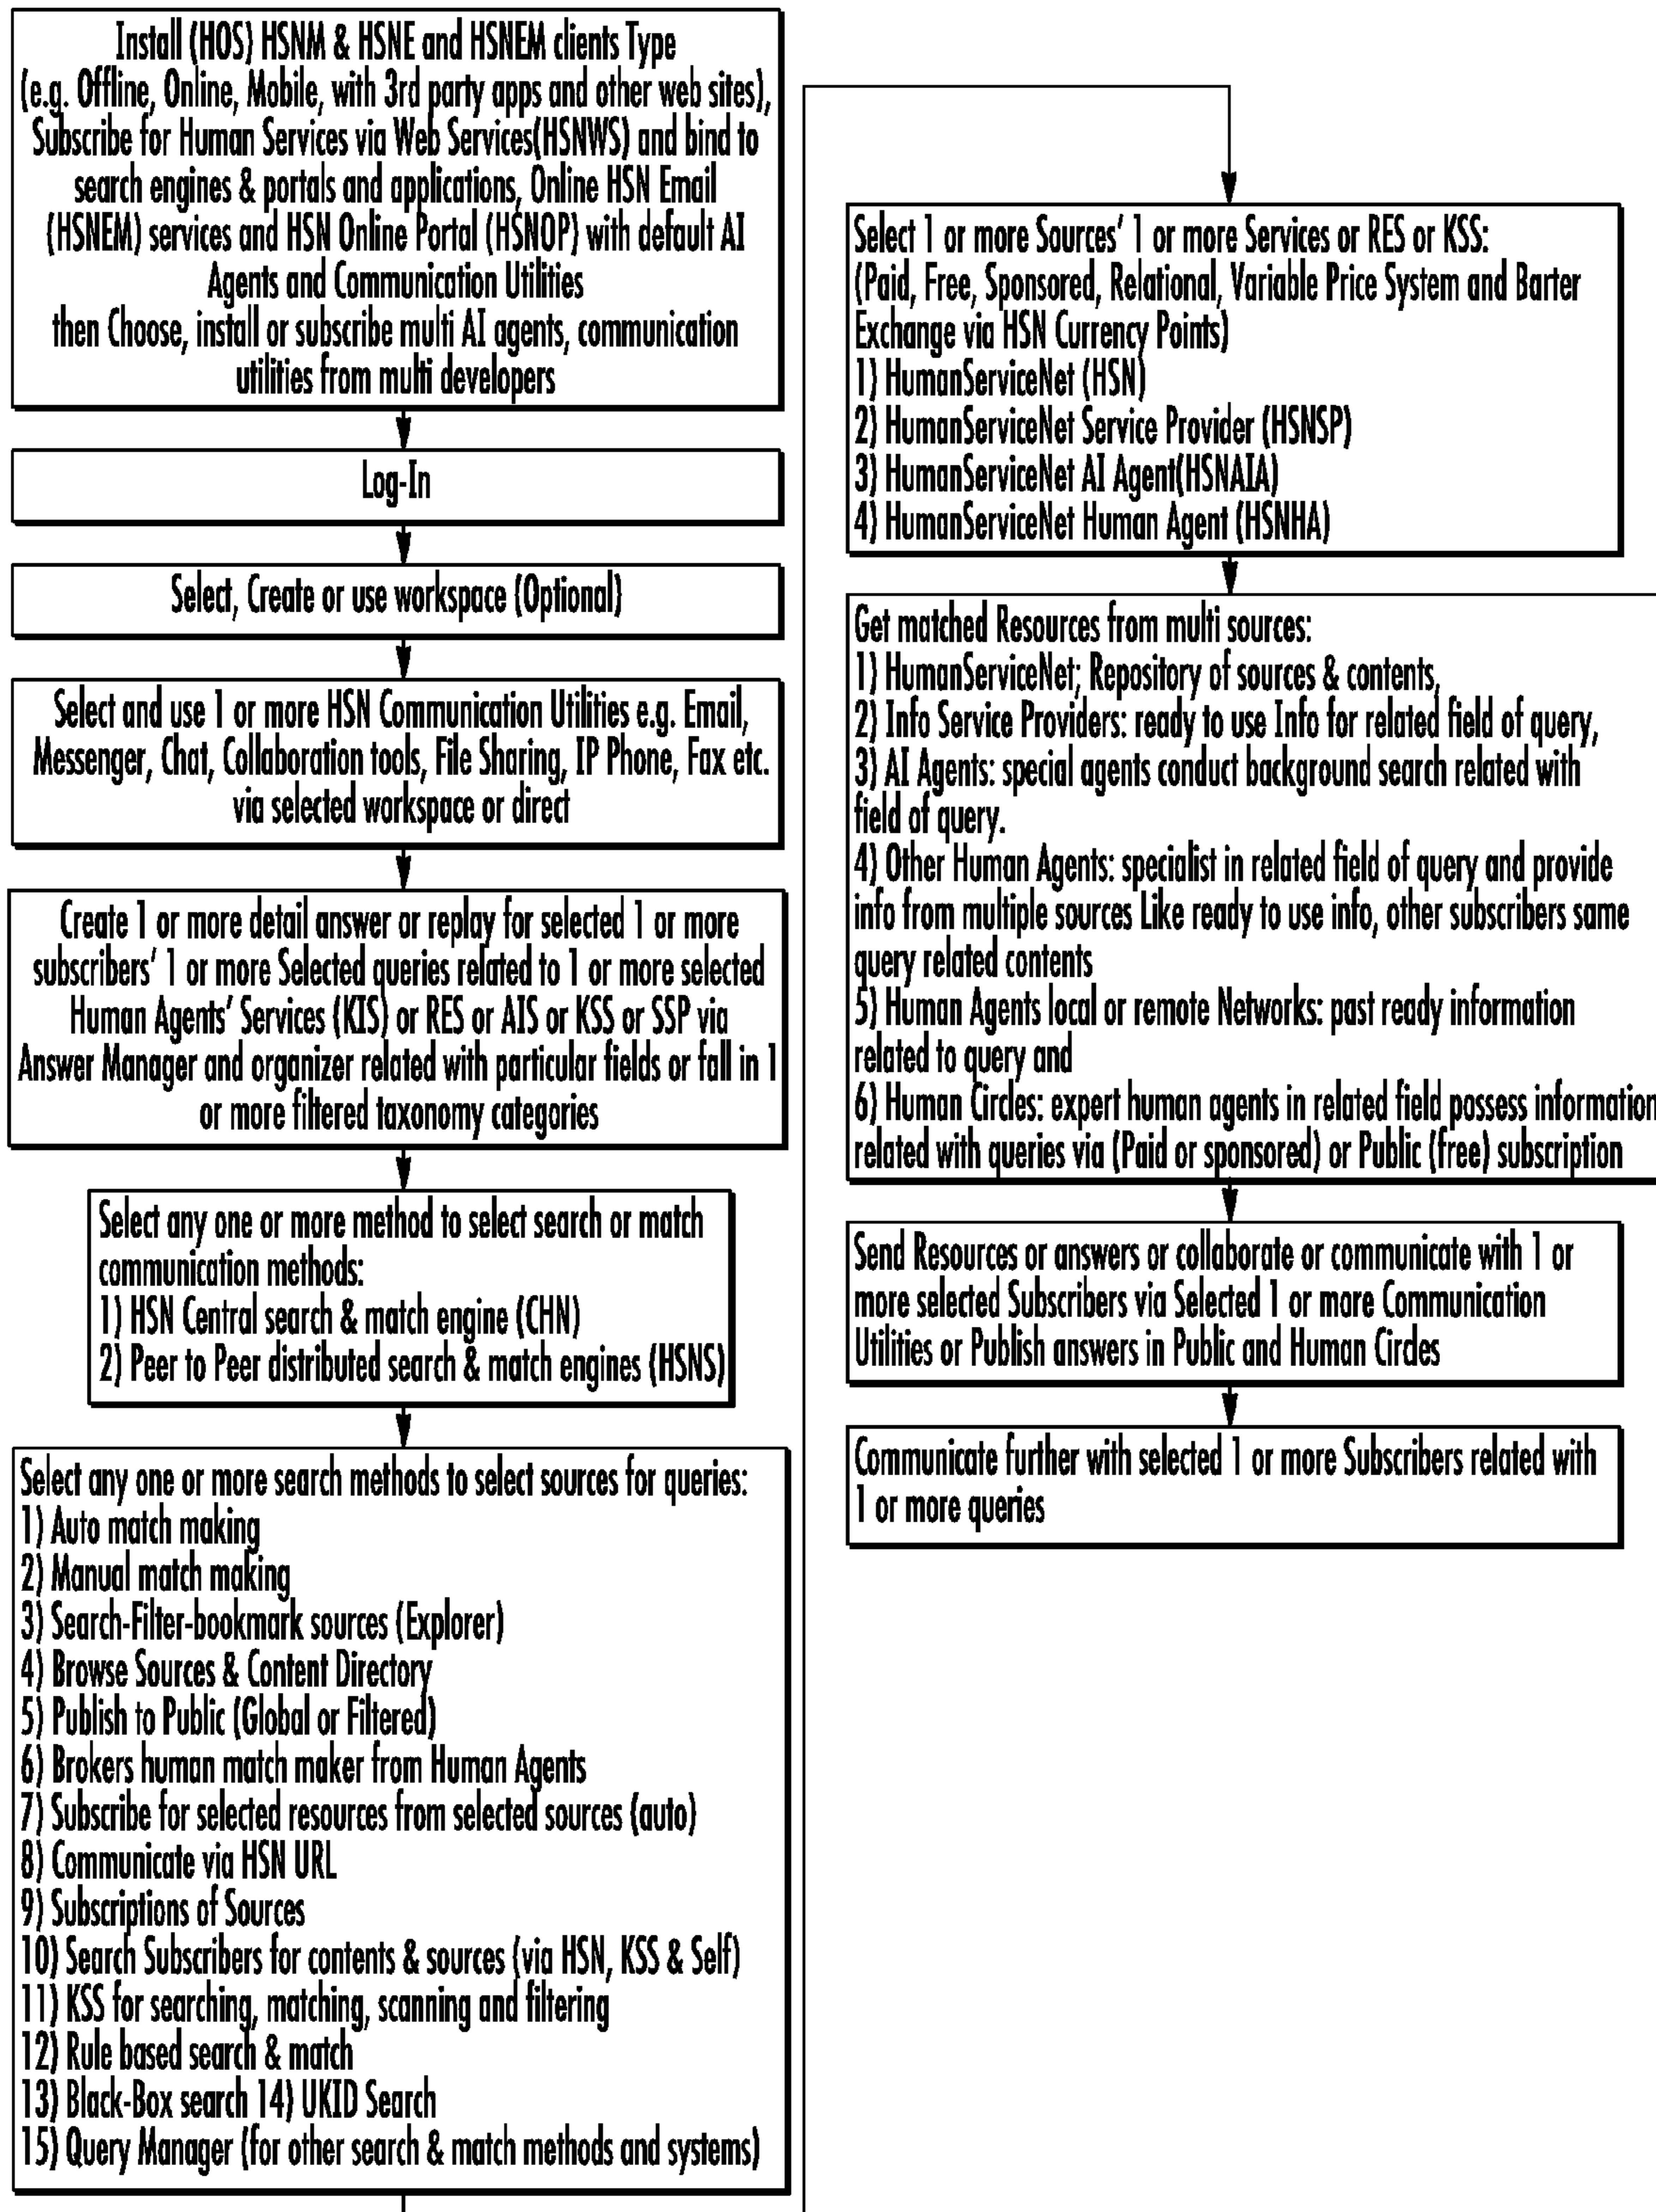 Install (HOS) HSNM & HSNE and HSNEM clients Type
(e.g. Offline, Online, Mobile, with 3rd party apps and other web sites),
Subscribe for Human Services via Web Services(HSNWS) and bind to
search engines & portals and applications, Online HSN Email
(HSNEM) services and HSN Online Portal (HSNOP) with default AI
Agents and Communication Utilities
then Choose, install or subscribe multi AI agents, communication
utilities from multi developers
Log-In
Select, Create or use workspace (Optional)
Select and use 1 or more HSN Communication Utilities e.g. Email,
Messenger, Chat, Collaboration tools, File Sharing, IP Phone, Fax etc.
via selected workspace or direct
Create 1 or more detail answer or replay for selected 1 or more
subscribers' 1 or more Selected queries related to 1 or more selected
Human Agents' Services (KIS) or RES or AIS or KSS or SSP via
Answer Manager and organizer related with particular fields or fall in 1
or more filtered taxonomy categories
Select any one or more method to select search or match
communication methods:
1) HSN Central search & match engine (CHN)
2) Peer to Peer distributed search & match engines (HSNS)
Select any one or more search methods to select sources for queries:
1) Auto match making
2) Manual match making
3) Search-Filter-bookmark sources (Explorer)
4) Browse Sources & Content Directory
5) Publish to Public (Global or Filtered)
6) Brokers human match maker from Human Agents
7) Subscribe for selected resources from selected sources (auto)
8) Communicate via HSN URL
9) Subscriptions of Sources
10) Search Subscribers for contents & sources (via HSN, KSS & Self)
11) KSS for searching, matching, scanning and filtering
12) Rule based search & match
13) Black-Box search 14) UKID Search
15) Query Manager (for other search & match methods and systems)
Select 1 or more Sources' 1 or more Services or RES or KSS:
(Paid, Free, Sponsored, Relational, Variable Price System and Barter
Exchange via HSN Currency Points)
1) HumanServiceNet (HSN)
2) HumanServiceNet Service Provider (HSNSP)
3) HumanServiceNet AI Agent(HSNAIA)
4) HumanServiceNet Human Agent (HSNHA)
Get matched Resources from multi sources:
1) HumanServiceNet; Repository of sources & contents,
2) Info Service Providers: ready to use Info for related field of query,
3) AI Agents: special agents conduct background search related with
field of query.
4) Other Human Agents: specialist in related field of query and provide
info from multiple sources Like ready to use info, other subscribers same
query related contents
5) Human Agents local or remote Networks: past ready information
related to query and
6) Human Circles: expert human agents in related field possess information
related with queries via (Paid or sponsored) or Public (free) subscription
Send Resources or answers or collaborate or communicate with 1 or
more selected Subscribers via Selected 1 or more Communication
Utilities or Publish answers in Public and Human Circles
Communicate further with selected 1 or more Subscribers related with
1 or more queries